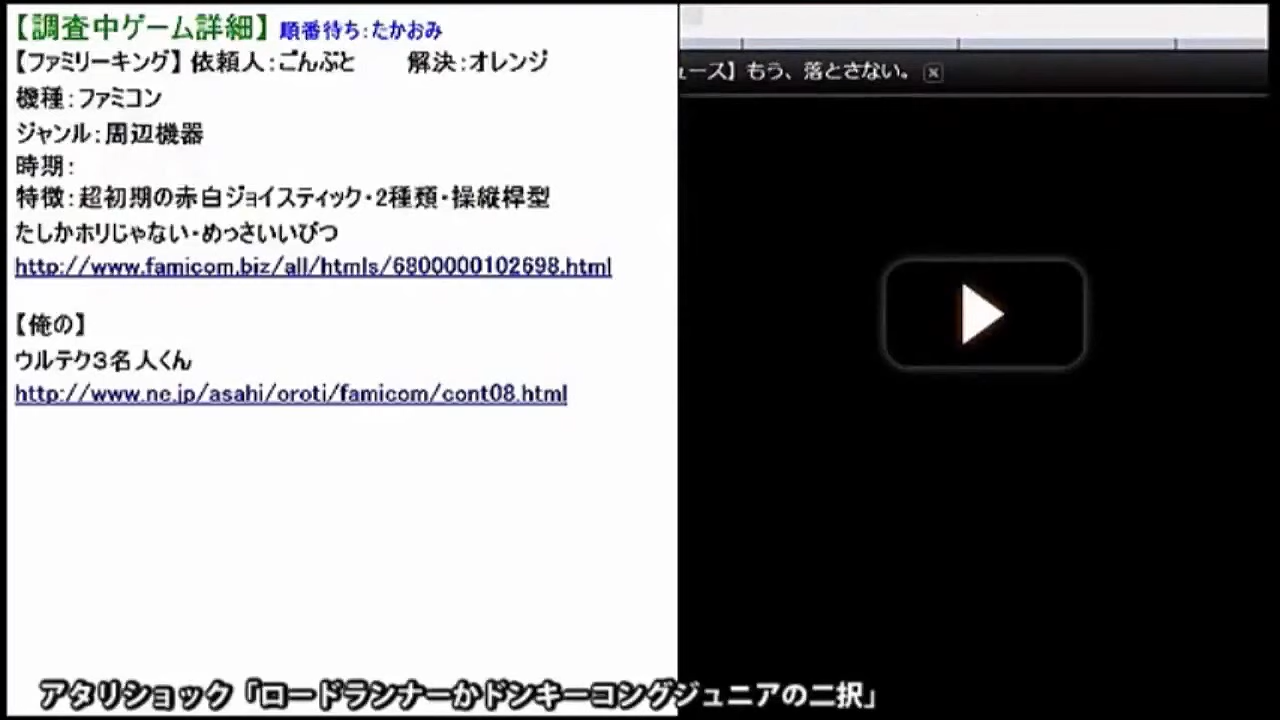 【調査中ゲーム詳細】 順番待ち：たかおみ
【ファミリーキング】 依頼人：ごんぶと 解決：オレンジ
機種：ファミコン
ジャンル：周辺機器
時期：
特徴：超初期の赤白ジョイスティック・2種類・操縦桿型
たしかホリじゃない・めっさいいびつ
http://www.famicom.biz/all/htmls/6800000102698.html
【俺の】
ウルテク３名人くん
http://www.ne.jp/asahi/oroti/famicom/cont08.html
ュース】もう、落とさない。
アタリショック「ロードランナーかドンキーコングジュニアの二択」